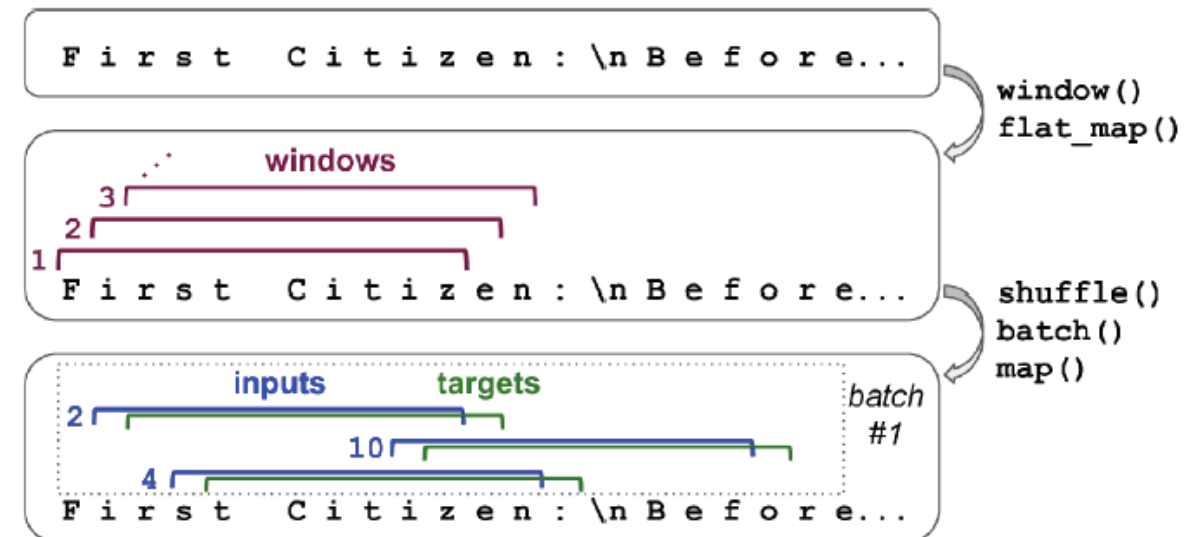 First Citizen:\nBefore...
window()
flat_map()
windows
3
2
1
First Citizen:\nBefore...
shuffle()
batch()
map()
inputs targets
batch
#1
2
10
4
First Citizen:\nBefore...